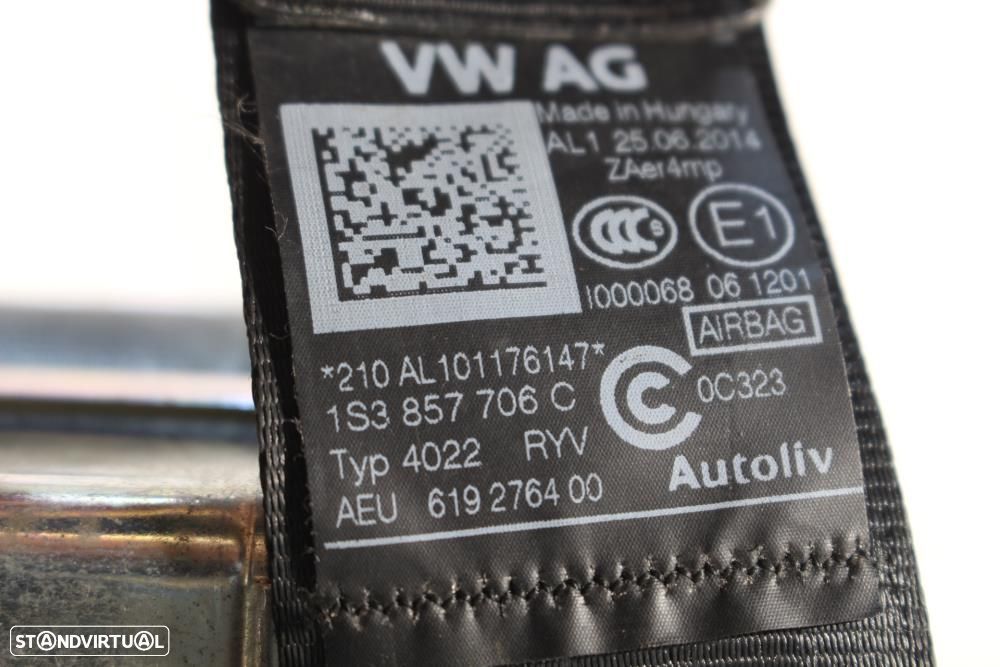 VW AG
Made in Hungary
AL1 25.06.2014
ZAer4mp
CCC S
E1
I000068 06 1201
AIRBAG
*210 AL101176147*
1S3 857 706 C
0C323
Typ 4022 RYV
AEU 619 2764 00
Autoliv
STANDVIRTUAL